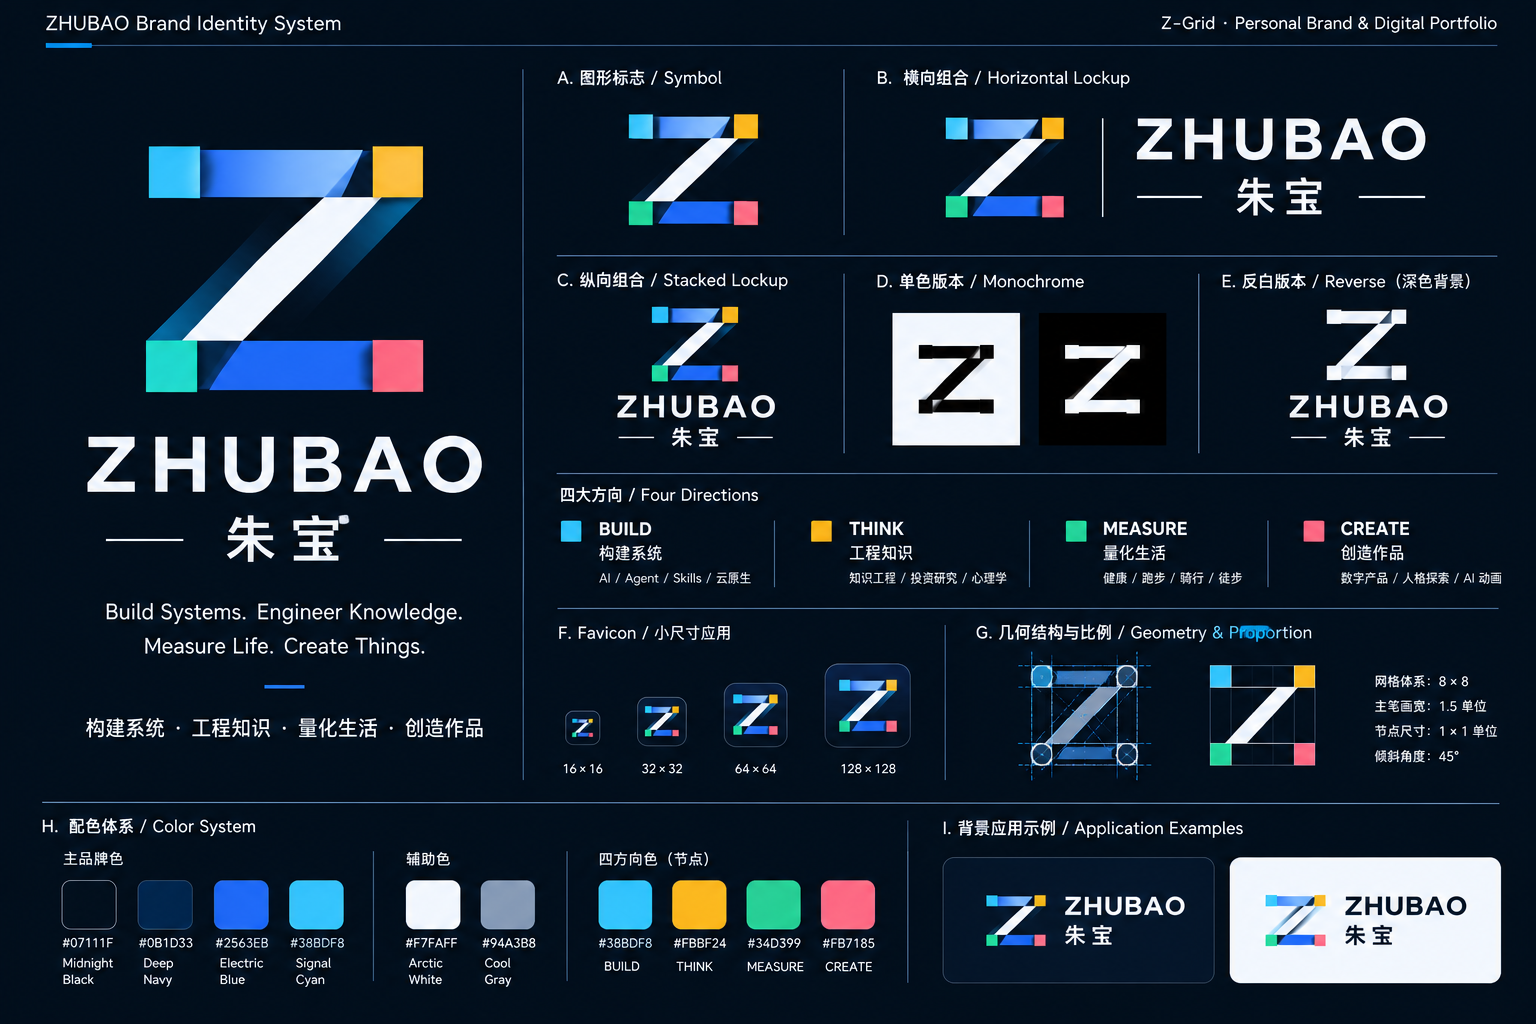 ZHUBAO Brand Identity System
Z-Grid · Personal Brand & Digital Portfolio
ZHUBAO
朱宝
Build Systems. Engineer Knowledge.
Measure Life. Create Things.
构建系统 · 工程知识 · 量化生活 · 创造作品
A. 图形标志 / Symbol
B. 横向组合 / Horizontal Lockup
ZHUBAO
朱宝
C. 纵向组合 / Stacked Lockup
ZHUBAO
朱宝
D. 单色版本 / Monochrome
E. 反白版本 / Reverse（深色背景）
ZHUBAO
朱宝
四大方向 / Four Directions
BUILD
构建系统
AI / Agent / Skills / 云原生
THINK
工程知识
知识工程 / 投资研究 / 心理学
MEASURE
量化生活
健康 / 跑步 / 骑行 / 徒步
CREATE
创造作品
数字产品 / 人格探索 / AI 动画
F. Favicon / 小尺寸应用
16 × 16
32 × 32
64 × 64
128 × 128
G. 几何结构与比例 / Geometry & Proportion
网格体系：8 × 8
主笔画宽：1.5 单位
节点尺寸：1 × 1 单位
倾斜角度：45°
H. 配色体系 / Color System
主品牌色
#07111F
Midnight
Black
#0B1D33
Deep
Navy
#2563EB
Electric
Blue
#38BDF8
Signal
Cyan
辅助色
#F7FAFF
Arctic
White
#94A3B8
Cool
Gray
四方向色（节点）
#38BDF8
BUILD
#FBBF24
THINK
#34D399
MEASURE
#FB7185
CREATE
I. 背景应用示例 / Application Examples
ZHUBAO
朱宝
ZHUBAO
朱宝